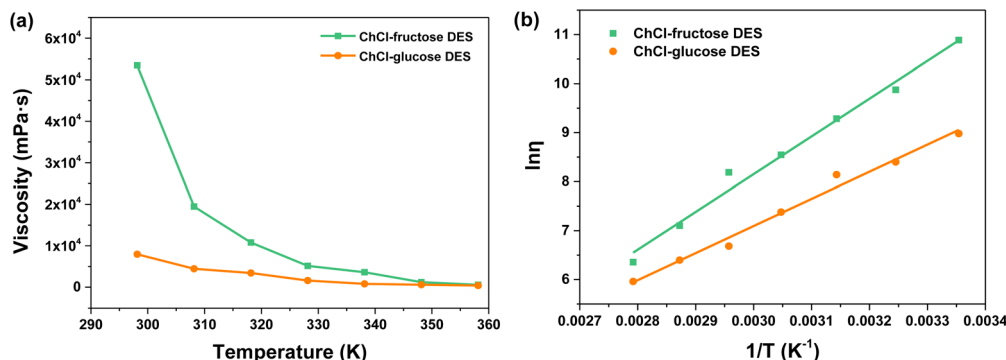 (a)
ChCl-fructose DES
ChCl-glucose DES
6x10⁴
5x10⁴
4x10⁴
3x10⁴
2x10⁴
1x10⁴
0
Viscosity (mPa·s)
290 300 310 320 330 340 350 360
Temperature (K)
(b)
ChCl-fructose DES
ChCl-glucose DES
11
10
9
8
7
6
lnη
0.0027 0.0028 0.0029 0.0030 0.0031 0.0032 0.0033 0.0034
1/T (K⁻¹)